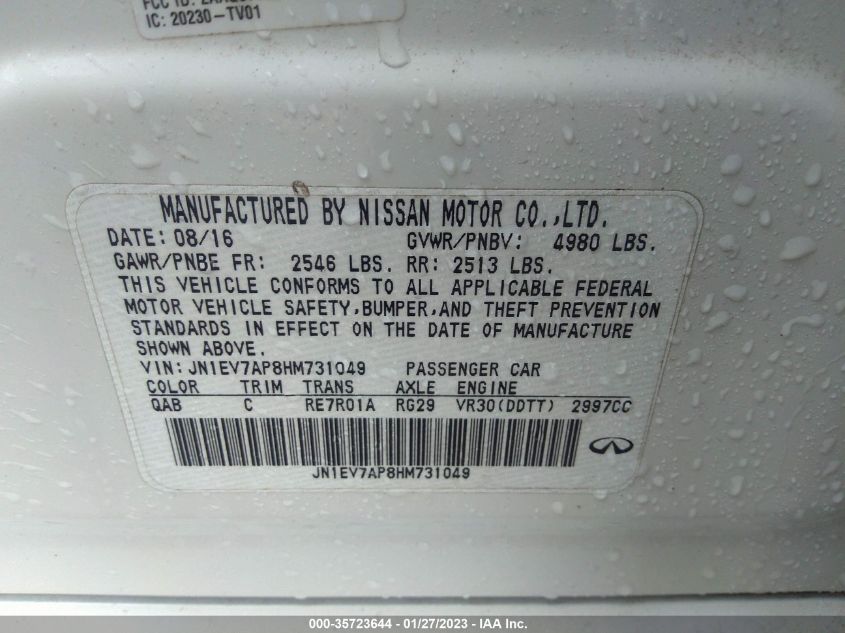 IC: 20230-TV01
MANUFACTURED BY NISSAN MOTOR CO.,LTD.
DATE: 08/16 GVWR/PNBV: 4980 LBS.
GAWR/PNBE FR: 2546 LBS. RR: 2513 LBS.
THIS VEHICLE CONFORMS TO ALL APPLICABLE FEDERAL
MOTOR VEHICLE SAFETY,BUMPER,AND THEFT PREVENTION
STANDARDS IN EFFECT ON THE DATE OF MANUFACTURE
SHOWN ABOVE.
VIN: JN1EV7AP8HM731049 PASSENGER CAR
COLOR TRIM TRANS AXLE ENGINE
QAB C RE7R01A RG29 VR30(DDTT) 2997CC
JN1EV7AP8HM731049
000-35723644 / 01/27/2023 - IAA Inc.